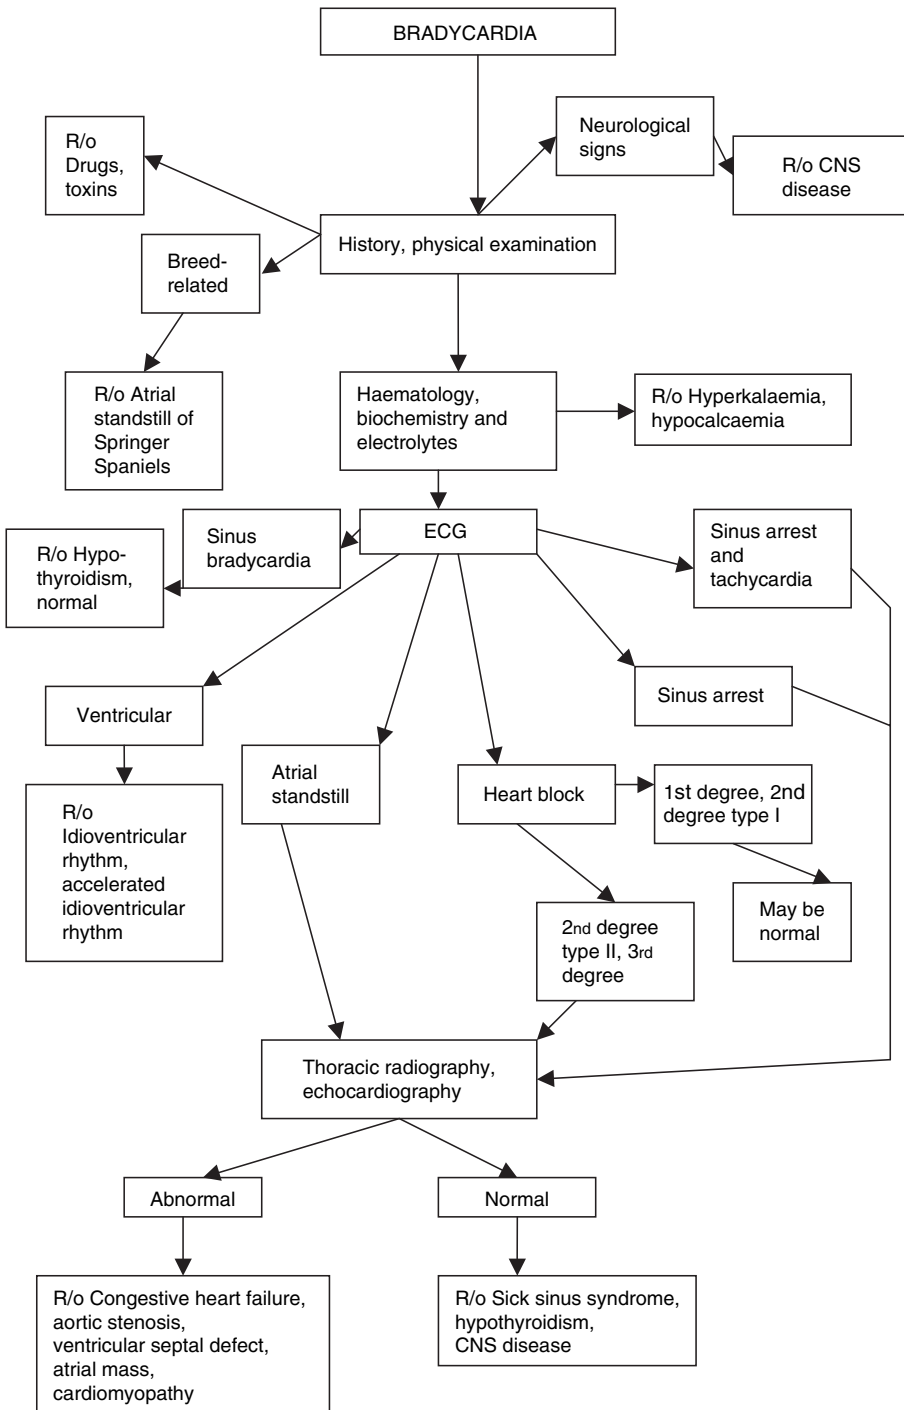 BRADYCARDIA
Neurological
signs
R/o CNS
disease
R/o
Drugs,
toxins
History, physical examination
Breed-
related
R/o Atrial
standstill of
Springer
Spaniels
Haematology,
biochemistry and
electrolytes
R/o Hyperkalaemia,
hypocalcaemia
ECG
Sinus
bradycardia
R/o Hypo-
thyroidism,
normal
Sinus arrest
and
tachycardia
Sinus arrest
Ventricular
R/o
Idioventricular
rhythm,
accelerated
idioventricular
rhythm
Atrial
standstill
Heart block
1st degree, 2nd
degree type I
May be
normal
2nd degree
type II, 3rd
degree
Thoracic radiography,
echocardiography
Abnormal
Normal
R/o Congestive heart failure,
aortic stenosis,
ventricular septal defect,
atrial mass,
cardiomyopathy
R/o Sick sinus syndrome,
hypothyroidism,
CNS disease